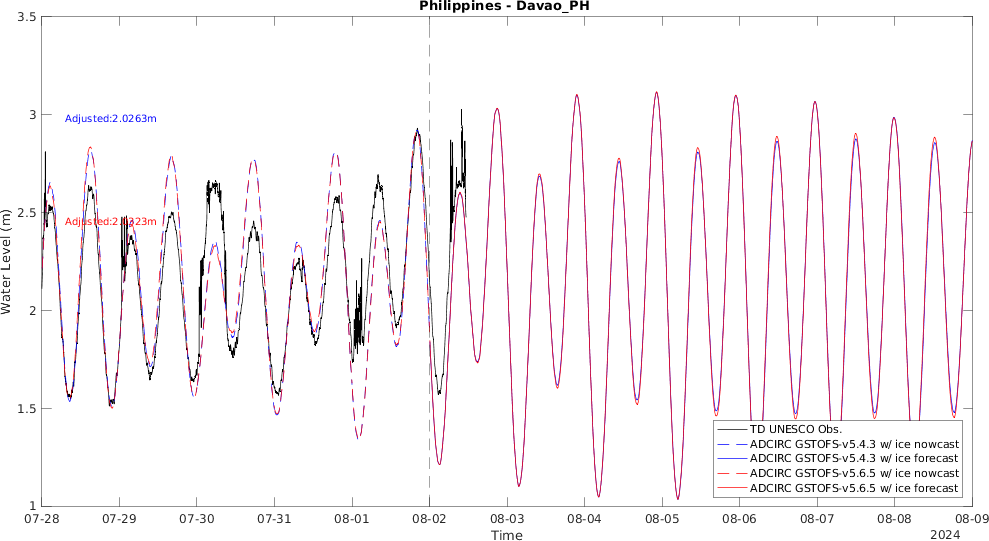 Philippines - Davao_PH
3.5
3
2.5
2
1.5
1
Water Level (m)
Adjusted:2.0263m
07-28
07-29
07-30
07-31
08-01
08-02
08-03
08-04
08-05
08-06
08-07
08-08
08-09
Time
2024
TD UNESCO Obs.
ADCIRC GSTOFS-v5.4.3 w/ ice nowcast
ADCIRC GSTOFS-v5.4.3 w/ ice forecast
ADCIRC GSTOFS-v5.6.5 w/ ice nowcast
ADCIRC GSTOFS-v5.6.5 w/ ice forecast